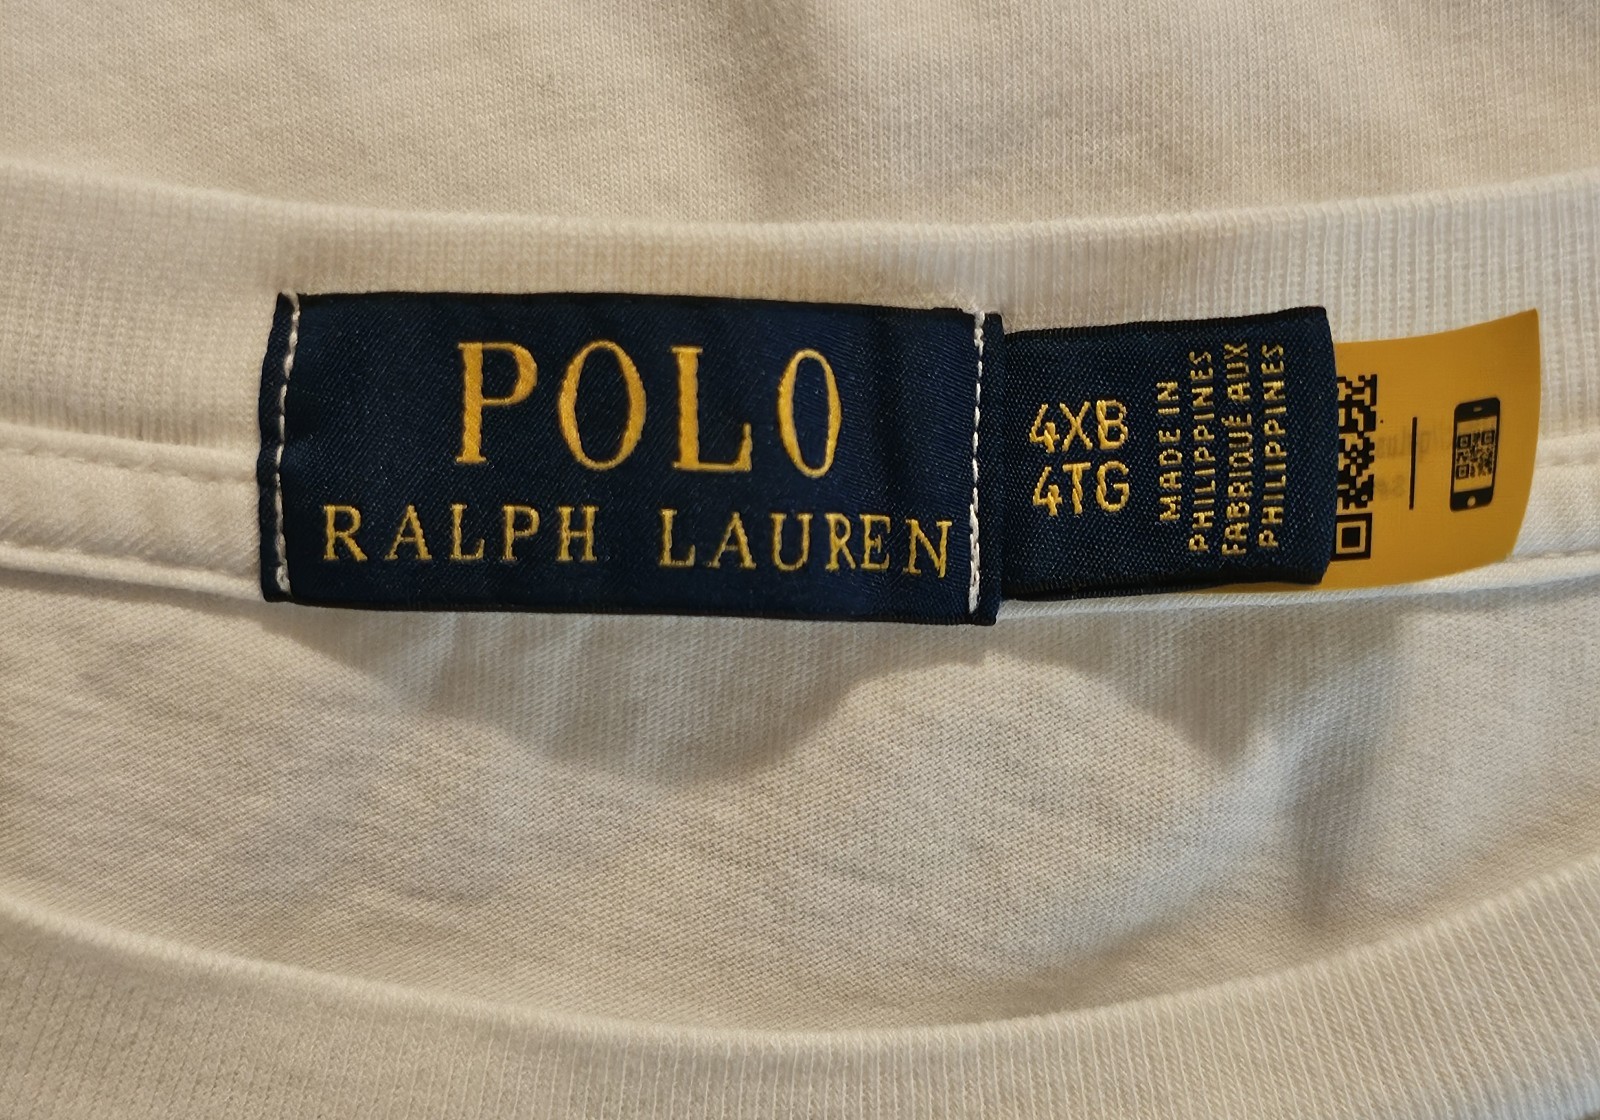 POLO
RALPH LAUREN
4XB
4TG
MADE IN
PHILIPPINES
FABRIQUÉ AUX
PHILIPPINES